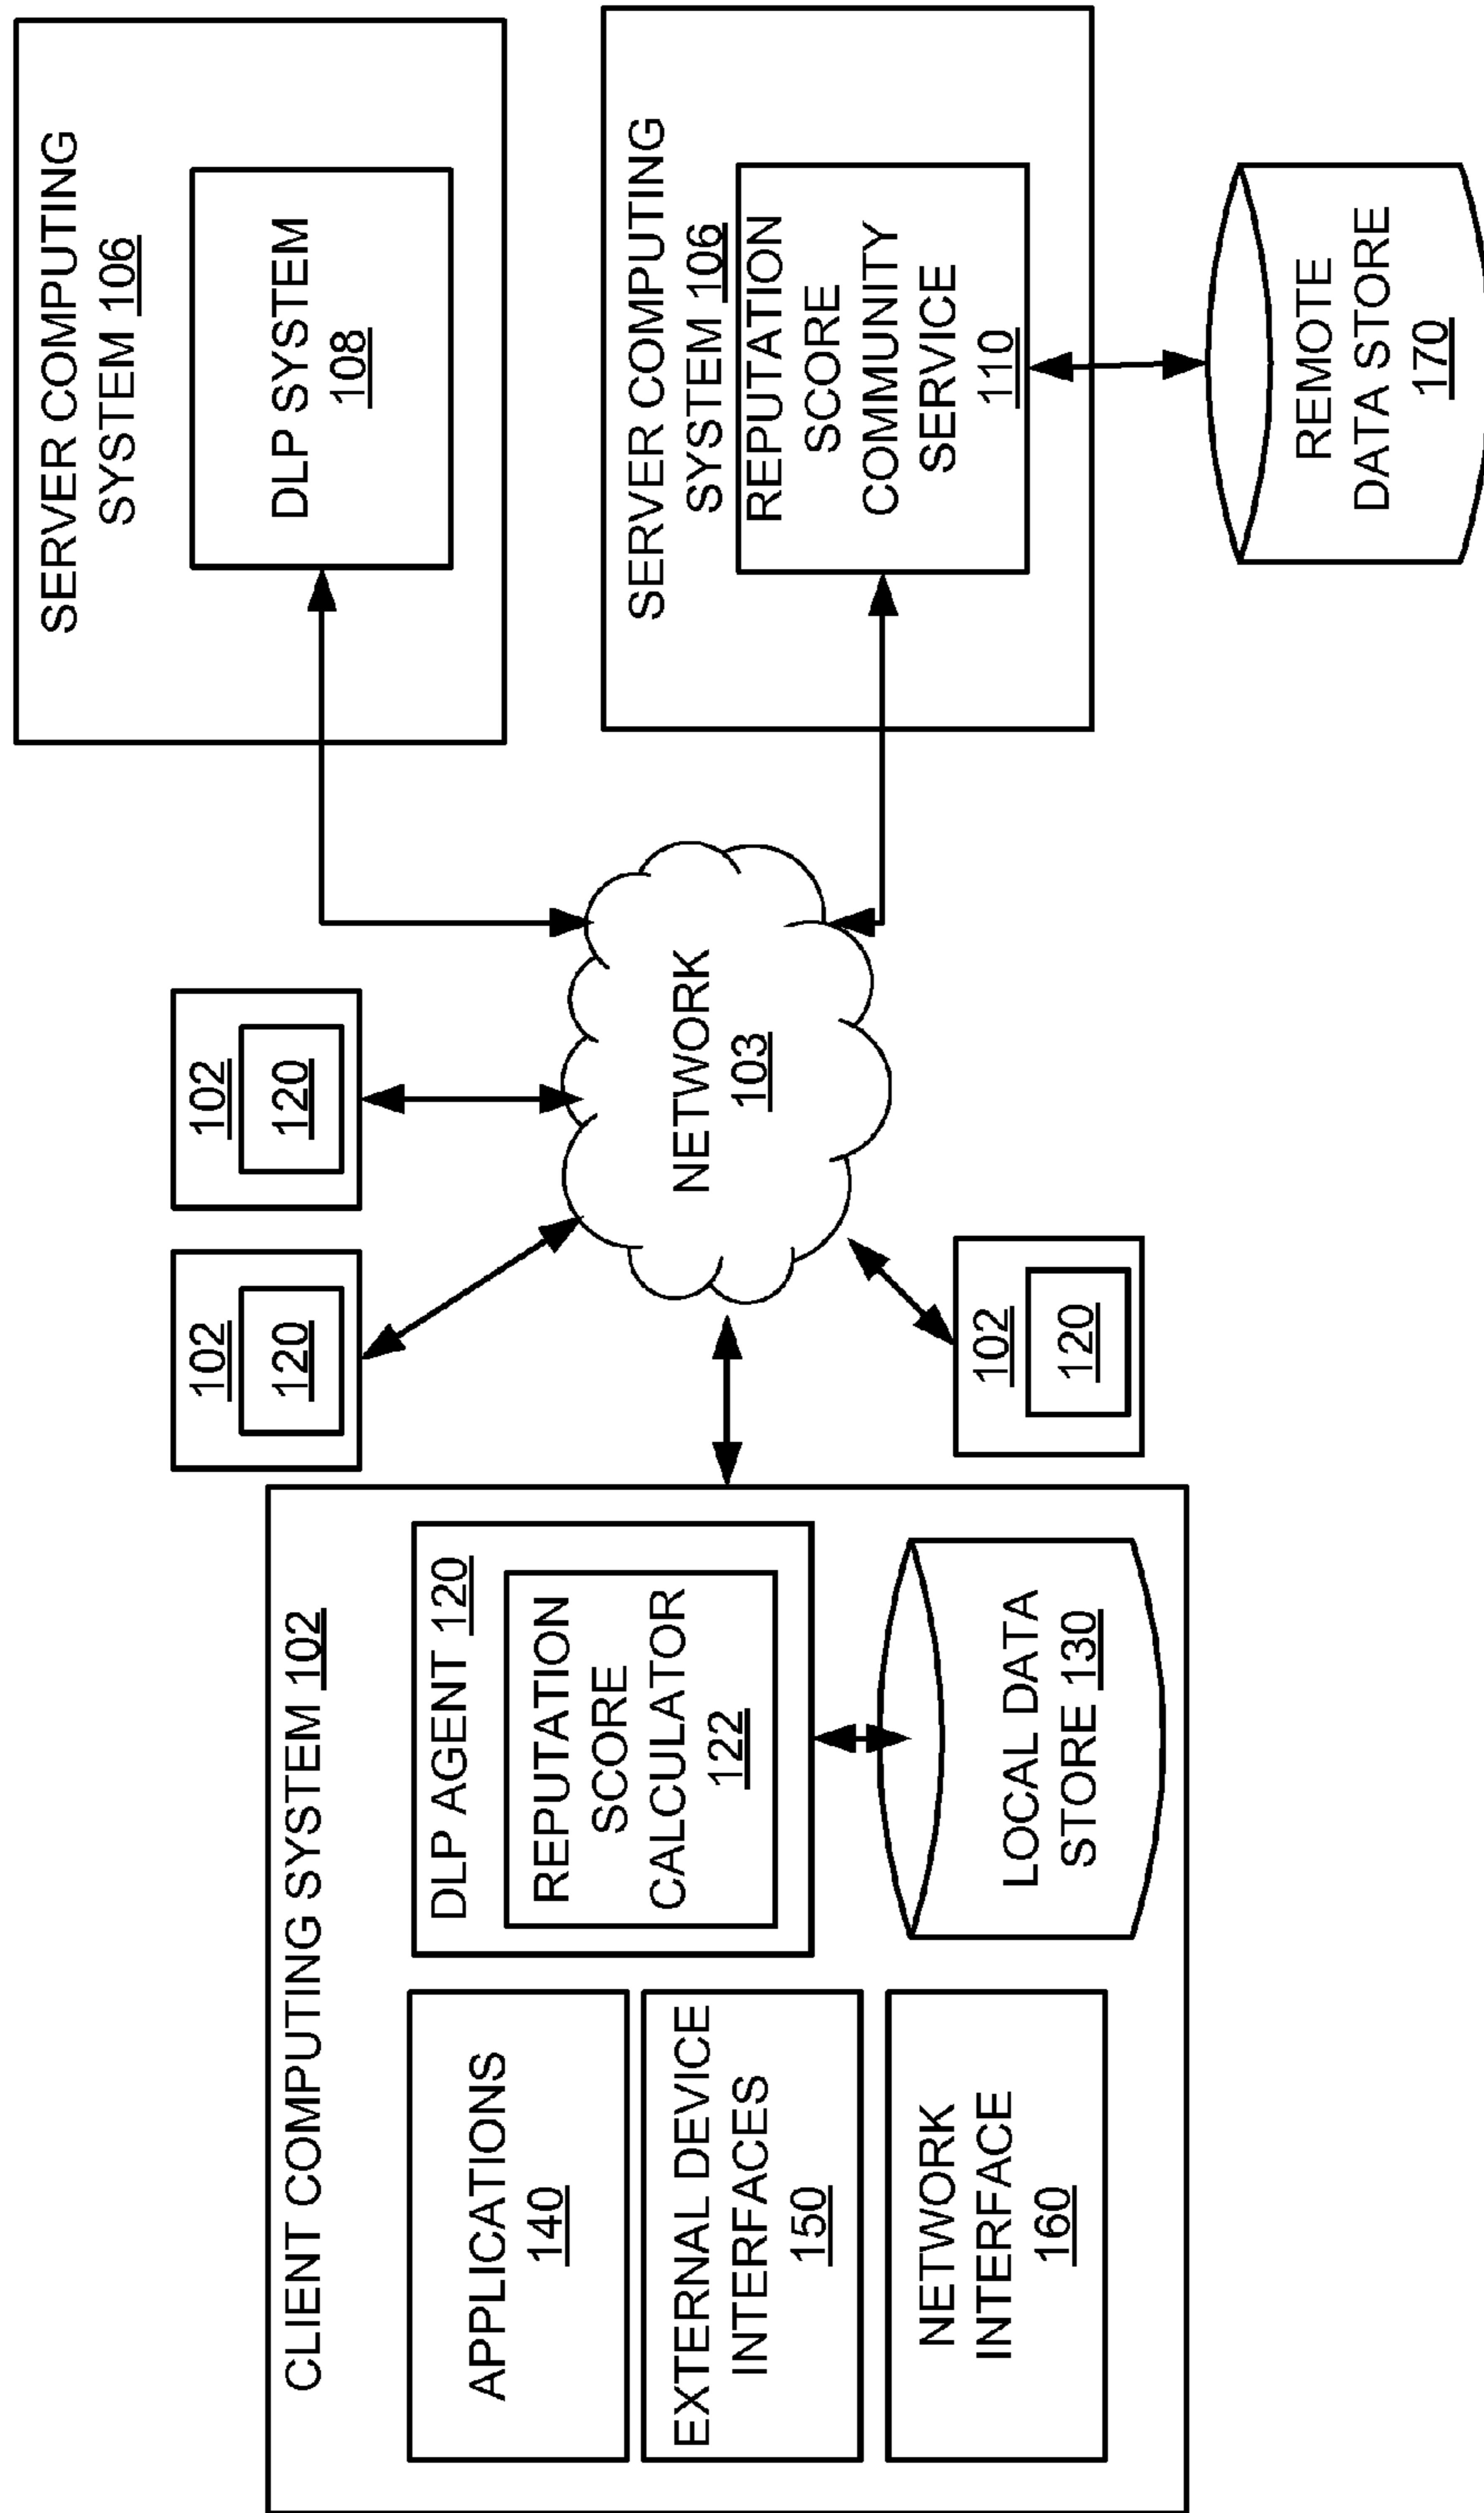 CLIENT COMPUTING SYSTEM 102
APPLICATIONS
140
EXTERNAL DEVICE
INTERFACES
150
NETWORK
INTERFACE
160
DLP AGENT 120
REPUTATION
SCORE
CALCULATOR
122
LOCAL DATA
STORE 130
102
120
102
120
102
120
NETWORK
103
SERVER COMPUTING
SYSTEM 106
DLP SYSTEM
108
SERVER COMPUTING
SYSTEM 106
REPUTATION
SCORE
COMMUNITY
SERVICE
110
REMOTE
DATA STORE
170